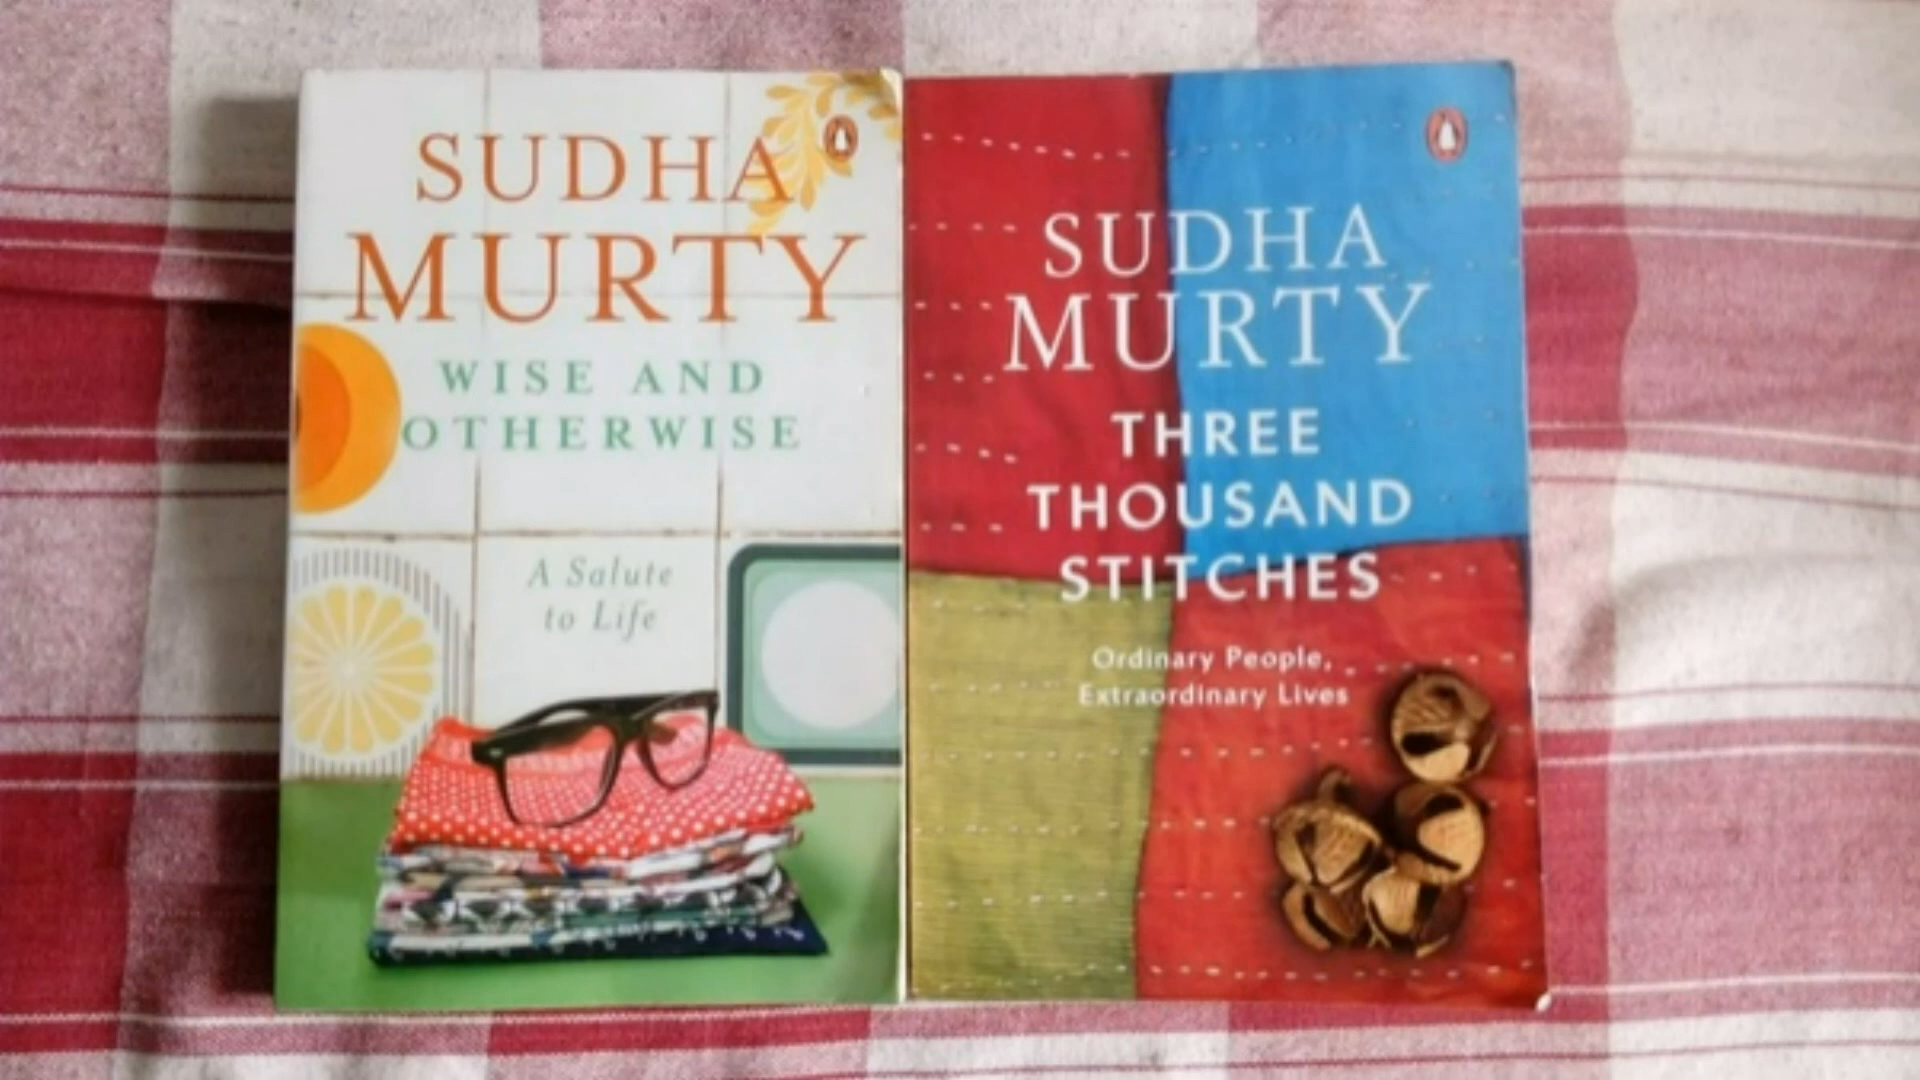 SUDHA
MURTY
WISE AND
OTHERWISE
A Salute
to Life
SUDHA
MURTY
THREE
THOUSAND
STITCHES
Ordinary People,
Extraordinary Lives